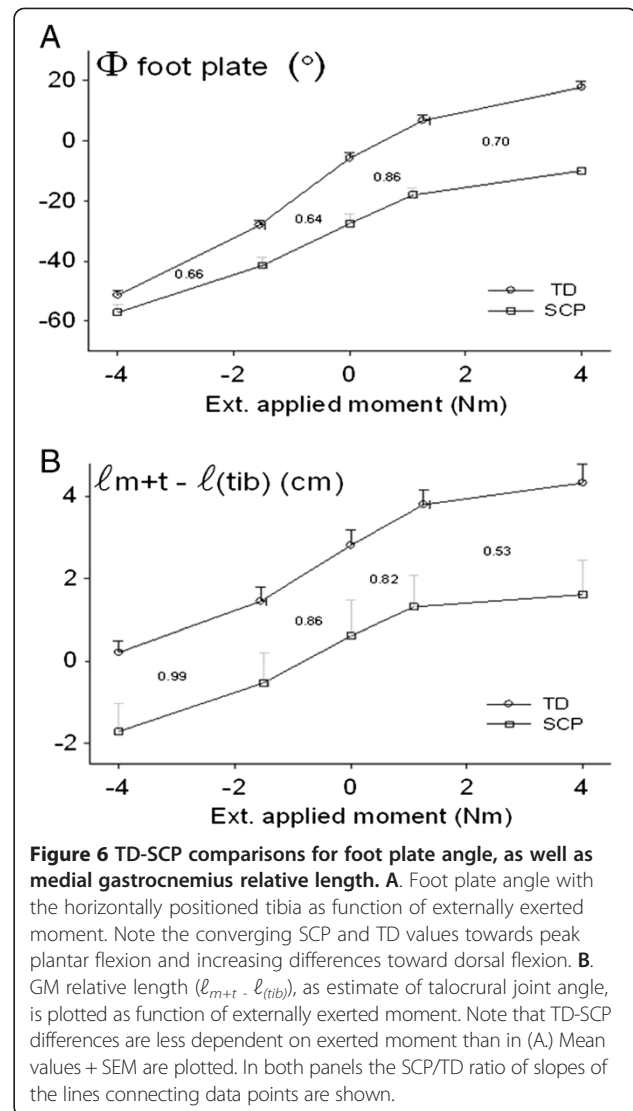 A
Φ foot plate (°)
20
0
-20
-40
-60
0.70
0.86
0.64
0.66
TD
SCP
-4 -2 0 2 4
Ext. applied moment (Nm)
B
ℓm+t - ℓ(tib) (cm)
4
2
0
-2
0.53
0.82
0.86
0.99
TD
SCP
-4 -2 0 2 4
Ext. applied moment (Nm)
Figure 6 TD-SCP comparisons for foot plate angle, as well as
medial gastrocnemius relative length. A. Foot plate angle with
the horizontally positioned tibia as function of externally exerted
moment. Note the converging SCP and TD values towards peak
plantar flexion and increasing differences toward dorsal flexion. B.
GM relative length (ℓm+t - ℓ(tib)), as estimate of talocrural joint angle,
is plotted as function of externally exerted moment. Note that TD-SCP
differences are less dependent on exerted moment than in (A.) Mean
values + SEM are plotted. In both panels the SCP/TD ratio of slopes of
the lines connecting data points are shown.